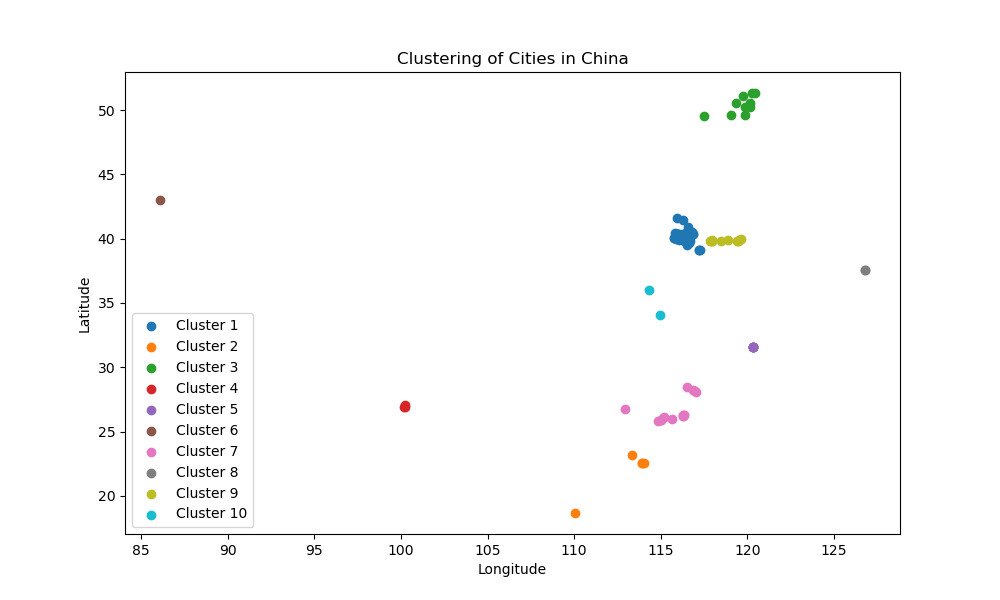 Clustering of Cities in China
Latitude
50
45
40
35
30
25
20
Cluster 1
Cluster 2
Cluster 3
Cluster 4
Cluster 5
Cluster 6
Cluster 7
Cluster 8
Cluster 9
Cluster 10
85 90 95 100 105 110 115 120 125
Longitude